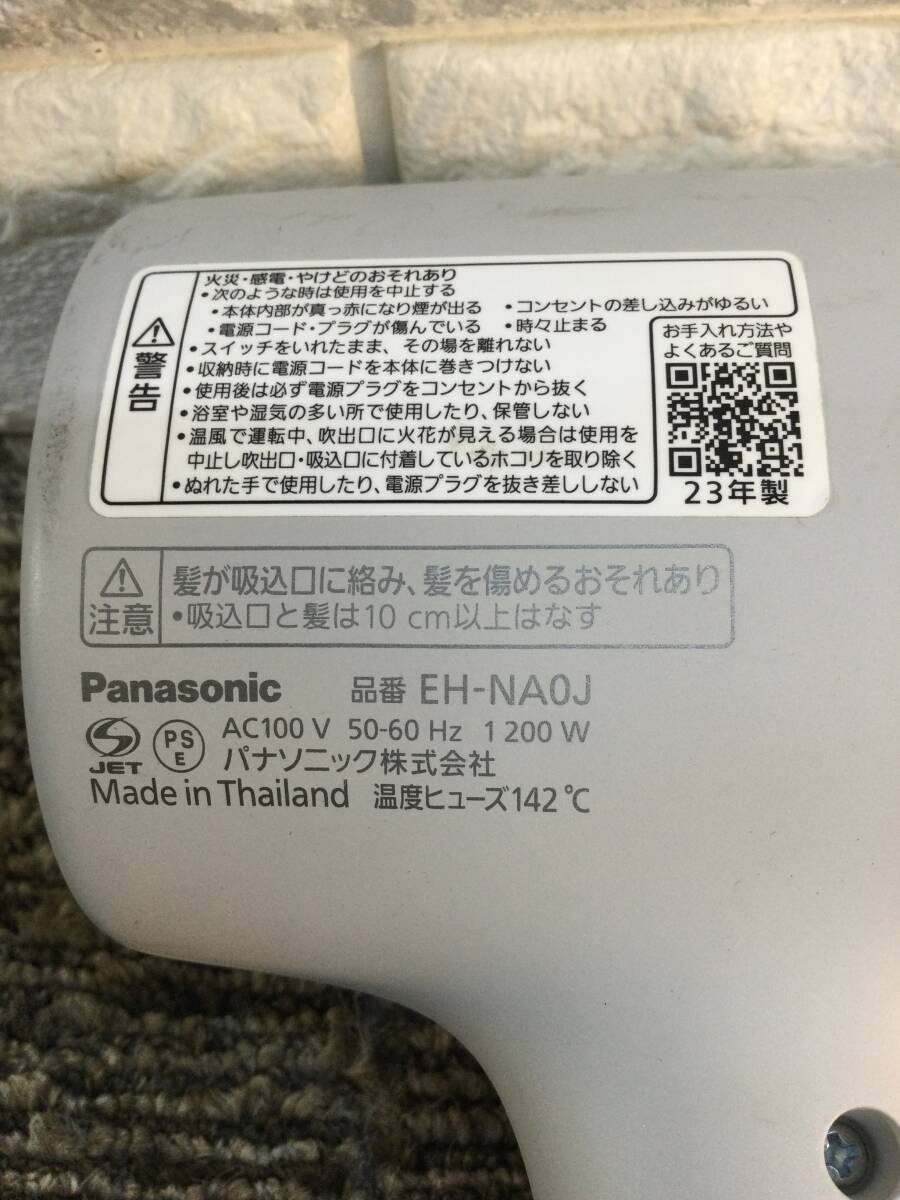 警告
火災・感電・やけどのおそれあり
・次のような時は使用を中止する
・本体内部が真っ赤になり煙が出る ・コンセントの差し込みがゆるい
・電源コード・プラグが傷んでいる ・時々止まる
・スイッチをいれたまま、その場を離れない
・収納時に電源コードを本体に巻きつけない
・使用後は必ず電源プラグをコンセントから抜く
・浴室や湿気の多い所で使用したり、保管しない
・温風で運転中、吹出口に火花が見える場合は使用を
中止し吹出口・吸込口に付着しているホコリを取り除く
・ぬれた手で使用したり、電源プラグを抜き差ししない
お手入れ方法や
よくあるご質問
23年製
注意
髪が吸込口に絡み、髪を傷めるおそれあり
・吸込口と髪は10 cm以上はなす
Panasonic 品番 EH-NA0J
JET PSE AC100 V 50-60 Hz 1 200 W
パナソニック株式会社
Made in Thailand 温度ヒューズ142℃